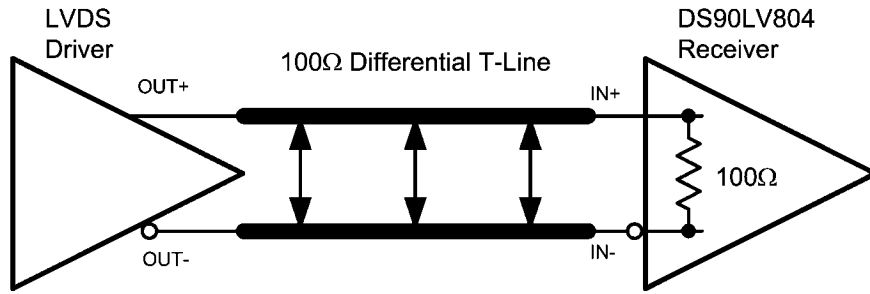 LVDS
Driver
DS90LV804
Receiver
100Ω Differential T-Line
OUT+
IN+
100Ω
OUT-
IN-